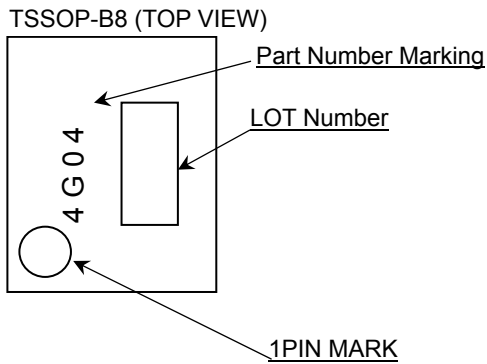 TSSOP-B8 (TOP VIEW)
Part Number Marking
LOT Number
4G04
1PIN MARK